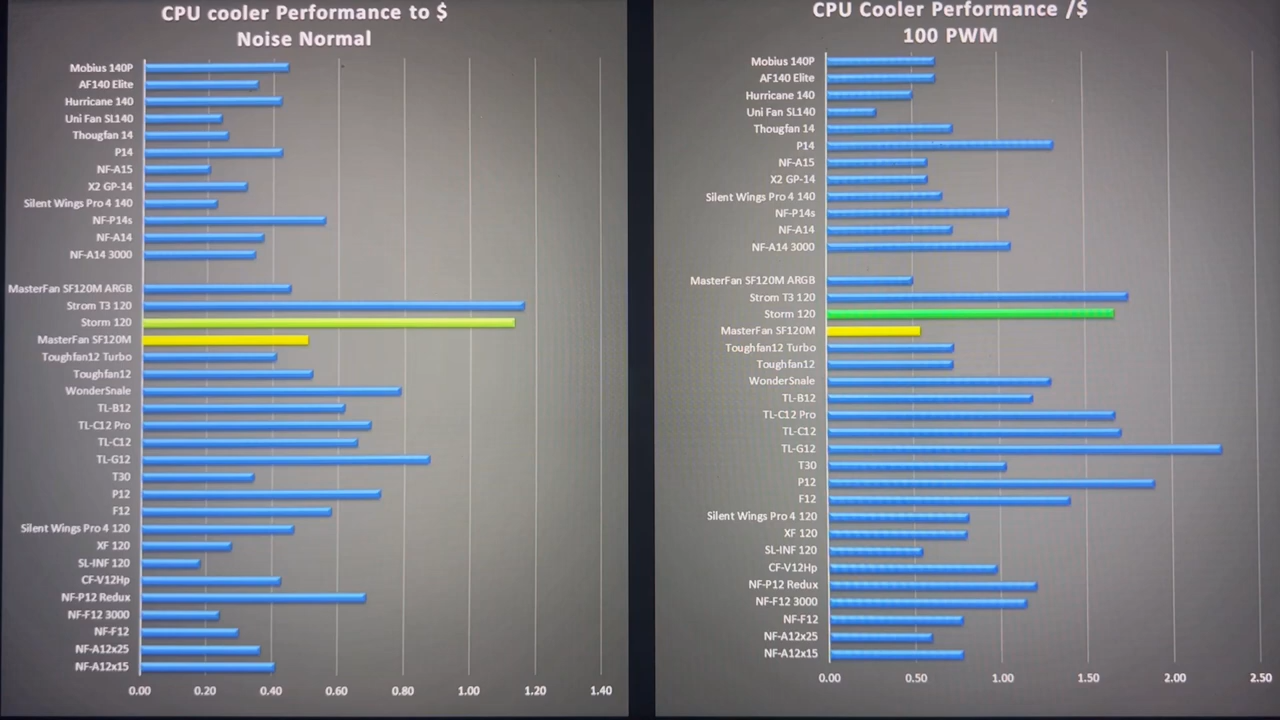 CPU cooler Performance to $
Noise Normal
Mobius 140P
AF140 Elite
Hurricane 140
Uni Fan SL140
Thougfan 14
P14
NF-A15
X2 GP-14
Silent Wings Pro 4 140
NF-P14s
NF-A14
NF-A14 3000
MasterFan SF120M ARGB
Strom T3 120
Storm 120
MasterFan SF120M
Toughfan12 Turbo
Toughfan12
WonderSnale
TL-B12
TL-C12 Pro
TL-C12
TL-G12
T30
P12
F12
Silent Wings Pro 4 120
XF 120
SL-INF 120
CF-V12Hp
NF-P12 Redux
NF-F12 3000
NF-F12
NF-A12x25
NF-A12x15
0.00 0.20 0.40 0.60 0.80 1.00 1.20 1.40
CPU Cooler Performance /$
100 PWM
Mobius 140P
AF140 Elite
Hurricane 140
Uni Fan SL140
Thougfan 14
P14
NF-A15
X2 GP-14
Silent Wings Pro 4 140
NF-P14s
NF-A14
NF-A14 3000
MasterFan SF120M ARGB
Strom T3 120
Storm 120
MasterFan SF120M
Toughfan12 Turbo
Toughfan12
WonderSnale
TL-B12
TL-C12 Pro
TL-C12
TL-G12
T30
P12
F12
Silent Wings Pro 4 120
XF 120
SL-INF 120
CF-V12Hp
NF-P12 Redux
NF-F12 3000
NF-F12
NF-A12x25
NF-A12x15
0.00 0.50 1.00 1.50 2.00 2.50